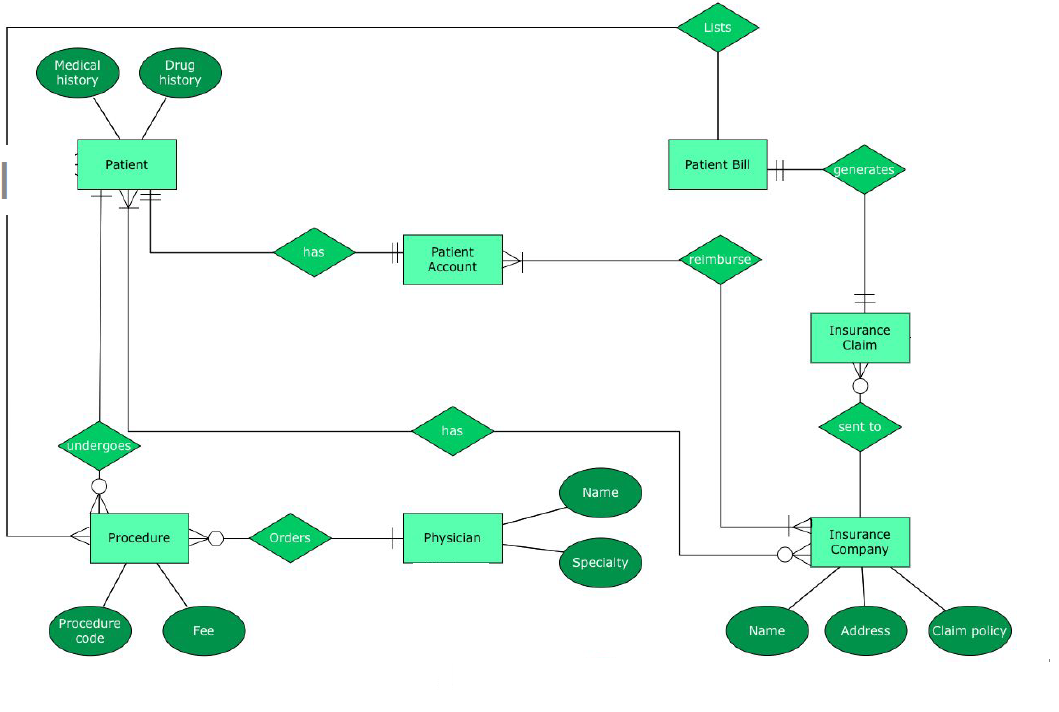 Lists
Medical
history
Drug
history
Patient
Patient Bill
generates
has
Patient
Account
reimburse
Insurance
Claim
undergoes
has
sent to
Name
Procedure
Orders
Physician
Insurance
Company
Specialty
Procedure
code
Fee
Name
Address
Claim policy